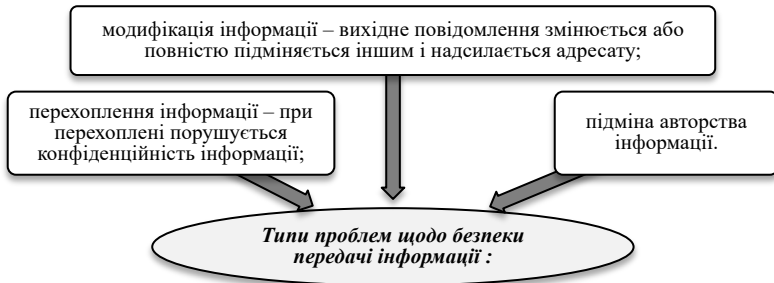 модифікація інформації – вихідне повідомлення змінюється або
повністю підміняється іншим і надсилається адресату;
перехоплення інформації – при
перехоплені порушується
конфіденційність інформації;
підміна авторства
інформації.
Типи проблем щодо безпеки
передачі інформації :